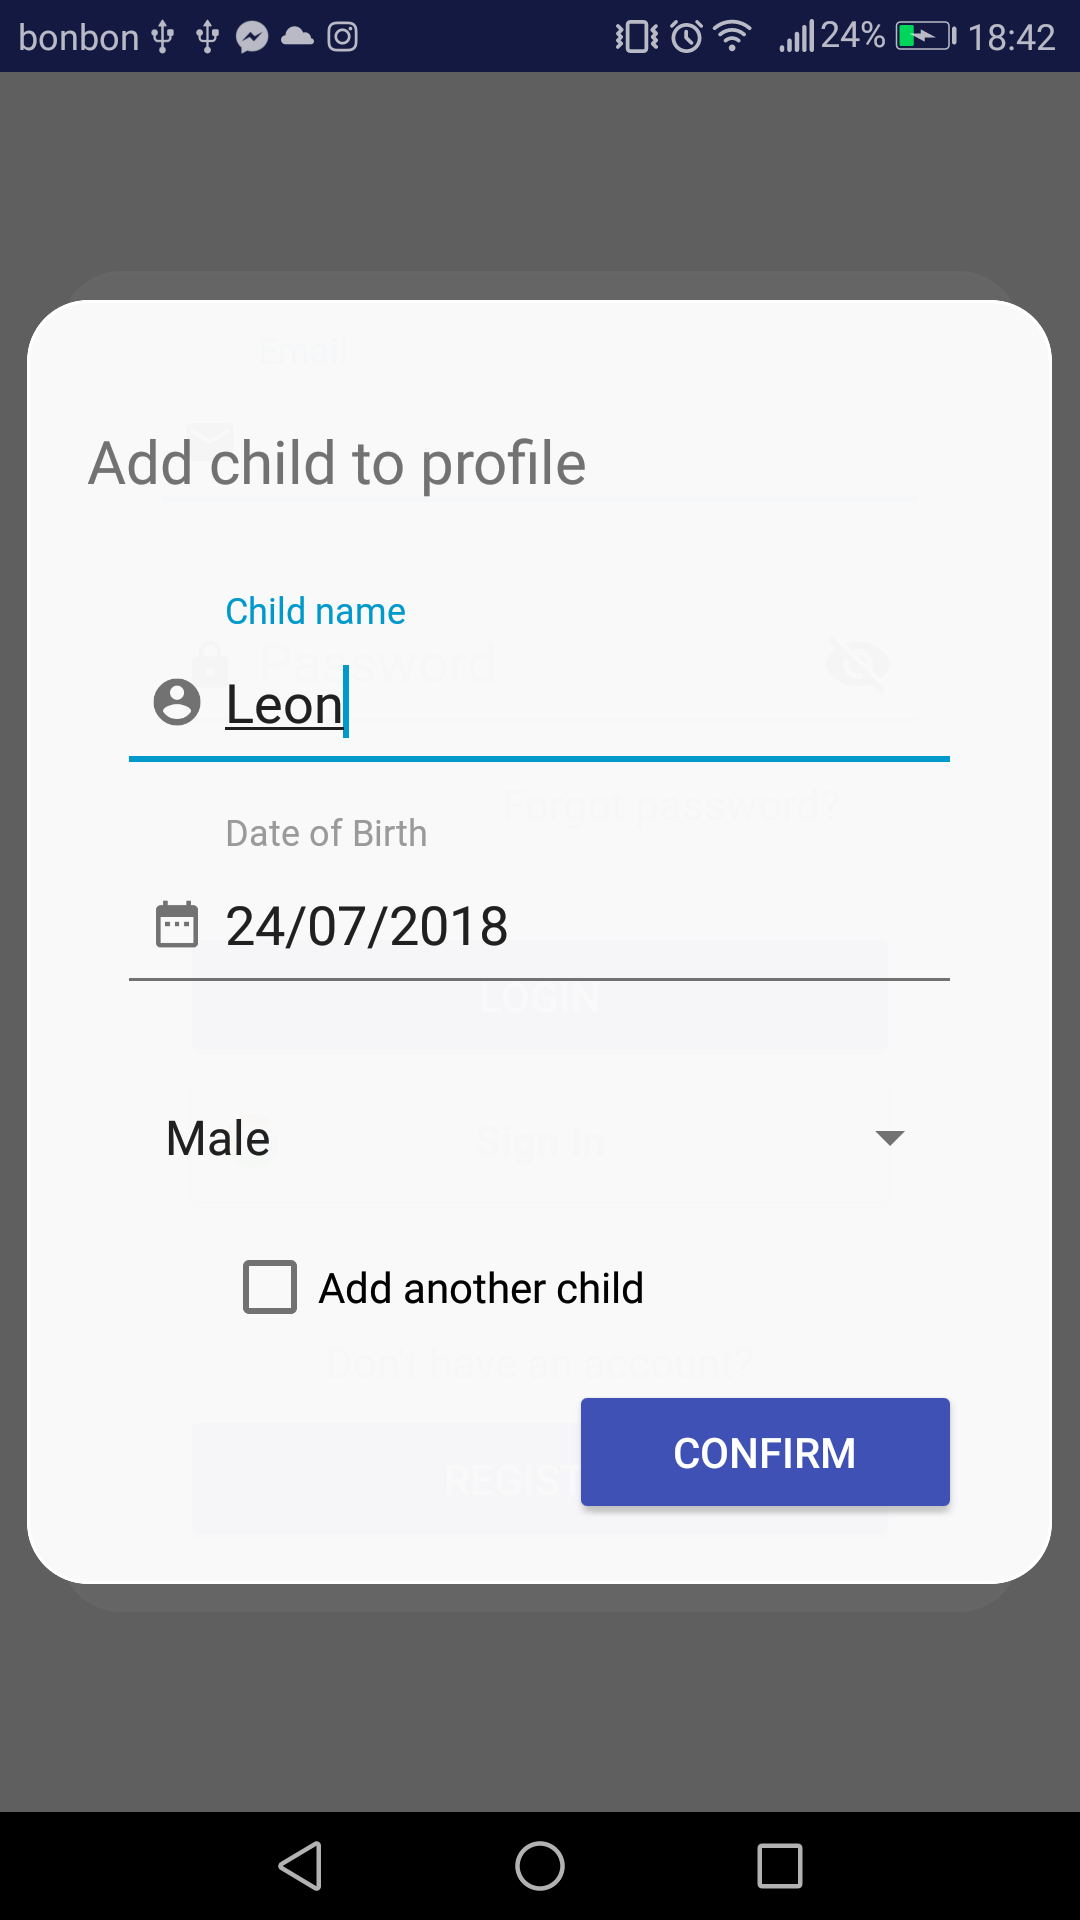 bonbon 24% 18:42
Email
Add child to profile
Child name
Password
Leon
Forgot password?
Date of Birth
24/07/2018
LOGIN
Male
Sign in
Add another child
Don't have an account?
CONFIRM
REGIST